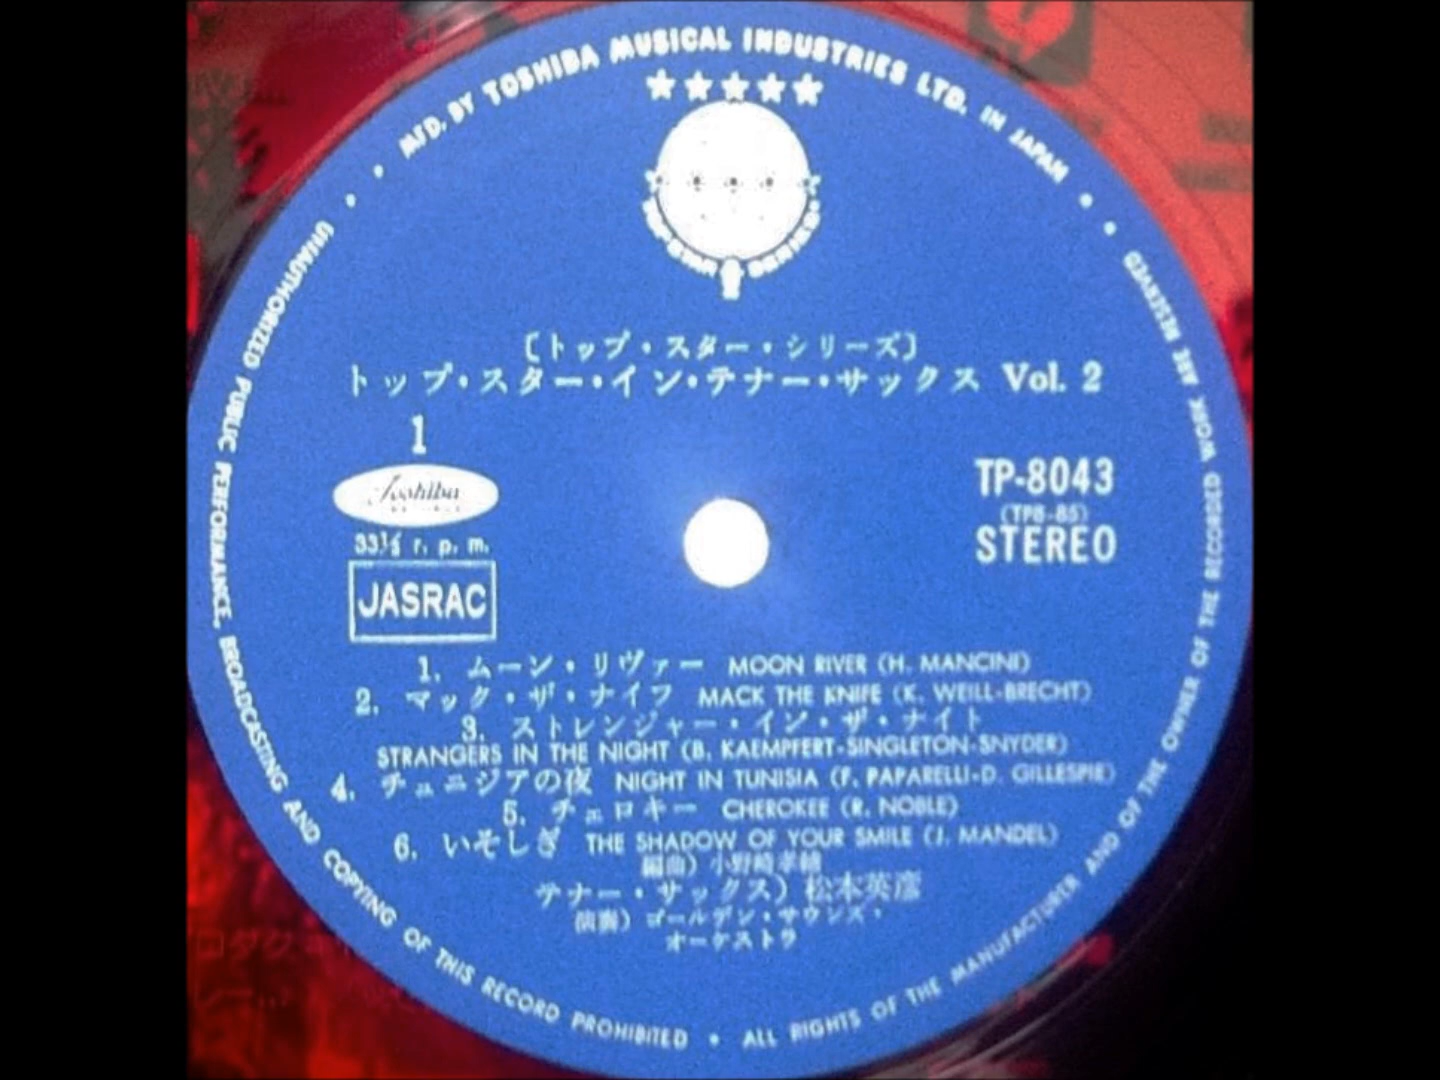 MFD. BY TOSHIBA MUSICAL INDUSTRIES LTD. IN JAPAN
〔トップ・スター・シリーズ〕
トップ・スター・イン・テナー・サックス Vol. 2
1
Toshiba
33⅓ r. p. m.
JASRAC
TP-8043
(TPB-85)
STEREO
1. ムーン・リヴァー MOON RIVER (H. MANCINI)
2. マック・ザ・ナイフ MACK THE KNIFE (K. WEILL-BRECHT)
3. ストレンジャー・イン・ザ・ナイト
STRANGERS IN THE NIGHT (B. KAEMPFERT-SINGLETON-SNYDER)
4. チュニジアの夜 NIGHT IN TUNISIA (F. PAPARELLI-D. GILLESPIE)
5. チェロキー CHEROKEE (R. NOBLE)
6. いそしぎ THE SHADOW OF YOUR SMILE (J. MANDEL)
編曲) 小野崎孝輔
テナー・サックス) 松本英彦
演奏) ゴールデン・サウンズ・
オーケストラ
ALL RIGHTS OF THE MANUFACTURER AND OF THE OWNER OF THE RECORDED WORK ARE RESERVED
UNAUTHORIZED PUBLIC PERFORMANCE, BROADCASTING AND COPYING OF THIS RECORD PROHIBITED